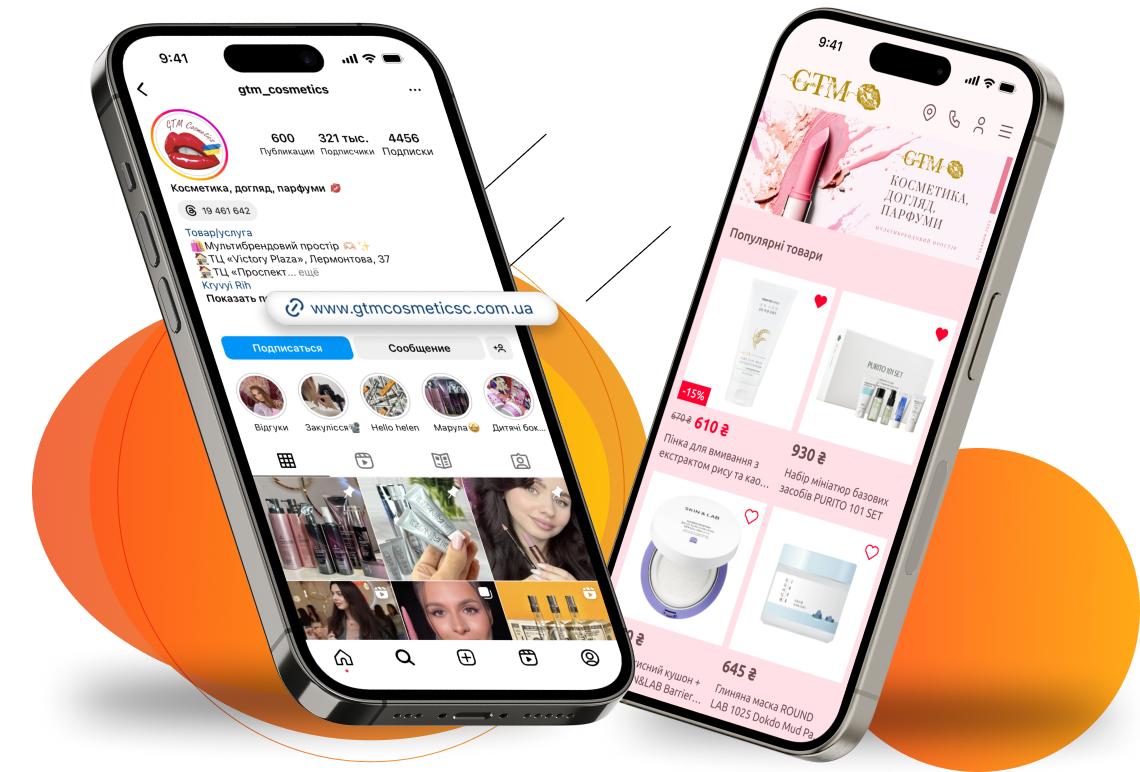 9:41
gtm_cosmetics
GTM Cosmetics
600
321 тыс.
4456
Публикации
Подписчики
Подписки
Косметика, догляд, парфуми
19 461 642
Товар/услуга
Мультибрендовий простір
ТЦ «Victory Plaza», Лермонтова, 37
ТЦ «Проспект... ещё
Kryvyi Rih
Показать
www.gtmcosmeticsc.com.ua
Подписаться
Сообщение
Відгуки
Закулісся
Hello helen
Марула
Дитячі бок...
9:41
GTM
GTM
КОСМЕТИКА,
ДОГЛЯД,
ПАРФУМИ
МУЛЬТИБРЕНДОВИЙ ПРОСТІР
Популярні товари
-15%
670 ₴ 610 ₴
Пінка для вмивання з
екстрактом рису та као...
PURITO 101 SET
930 ₴
Набір мініатюр базових
засобів PURITO 101 SET
SKIN & LAB
0 ₴
исний кушон +
N&LAB Barrier...
645 ₴
Глиняна маска ROUND
LAB 1025 Dokdo Mud Pa